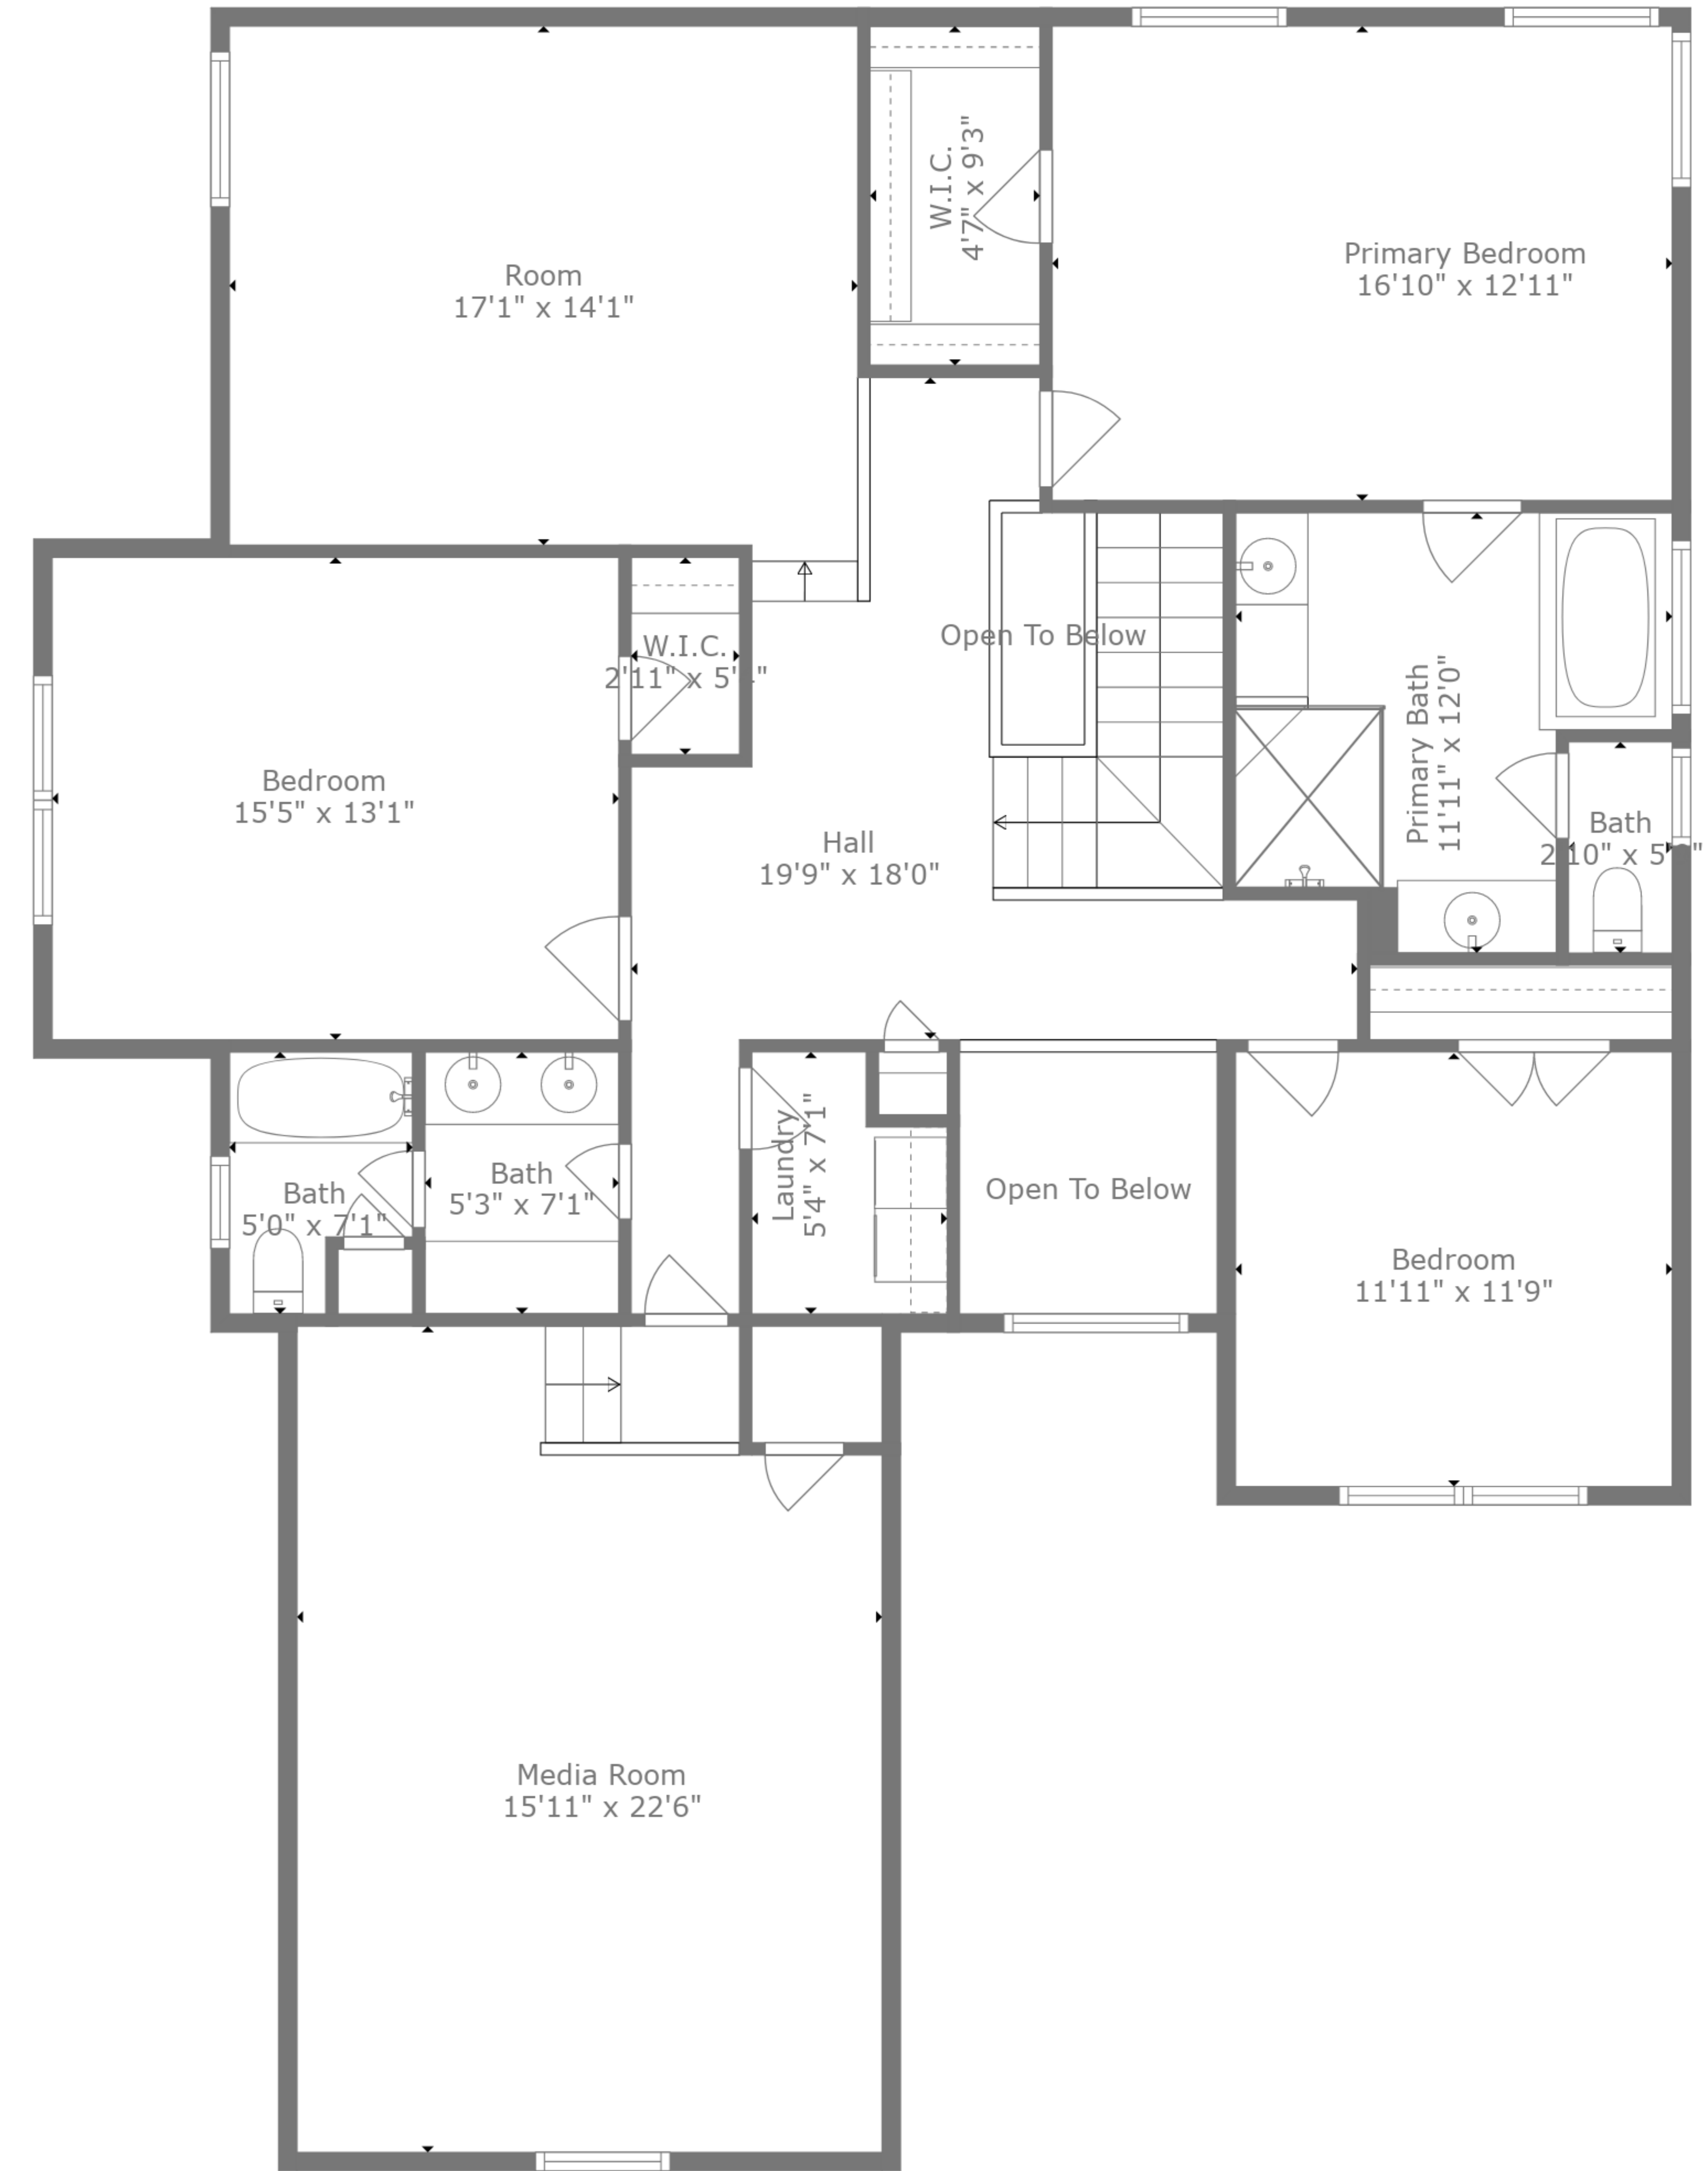 W.I.C.
4'7" x 9'3"
Primary Bedroom
16'10" x 12'11"
Room
17'1" x 14'1"
Open To Below
W.I.C.
2'11" x
Primary Bath
11'11" x 12'0"
Bedroom
15'5" x 13'1"
Hall
19'9" x 18'0"
Bath
x
Laundry
5'4" x 7'1"
Bath
5'3" x 7'1"
Bath
5'0" x 7'1"
Open To Below
Bedroom
11'11" x 11'9"
Media Room
15'11" x 22'6"